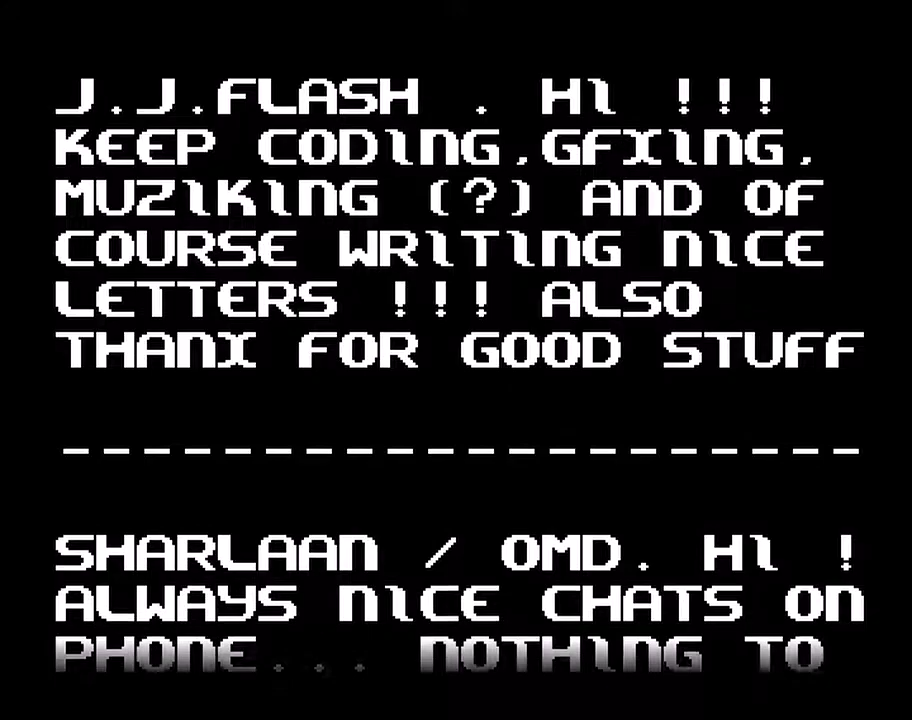 J.J.FLASH . Hi !!!
KEEP CODiNG,GFXiNG,
MUZiKiNG (?) AND OF
COURSE WRiTiNG NiCE
LETTERS !!! ALSO
THANX FOR GOOD STUFF
--------------------
SHARLAAN / OMD. Hi !
ALWAYS NiCE CHATS ON
PHONE... NOTHiNG TO